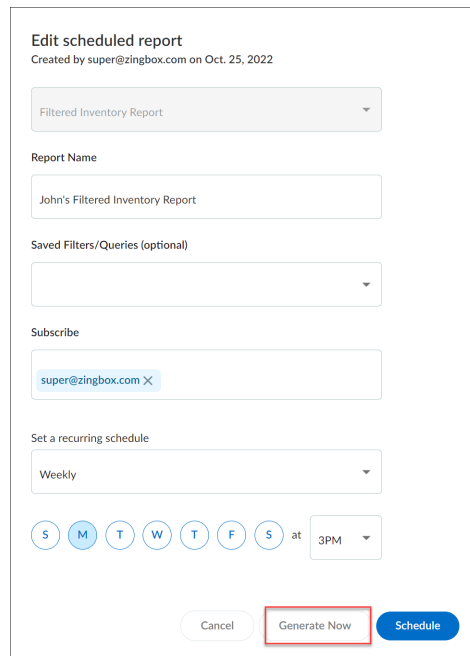 Edit scheduled report
Created by super@zingbox.com on Oct. 25, 2022
Filtered Inventory Report
Report Name
John's Filtered Inventory Report
Saved Filters/Queries (optional)
Subscribe
super@zingbox.com
Set a recurring schedule
Weekly
S M T W T F S at 3PM
Cancel Generate Now Schedule